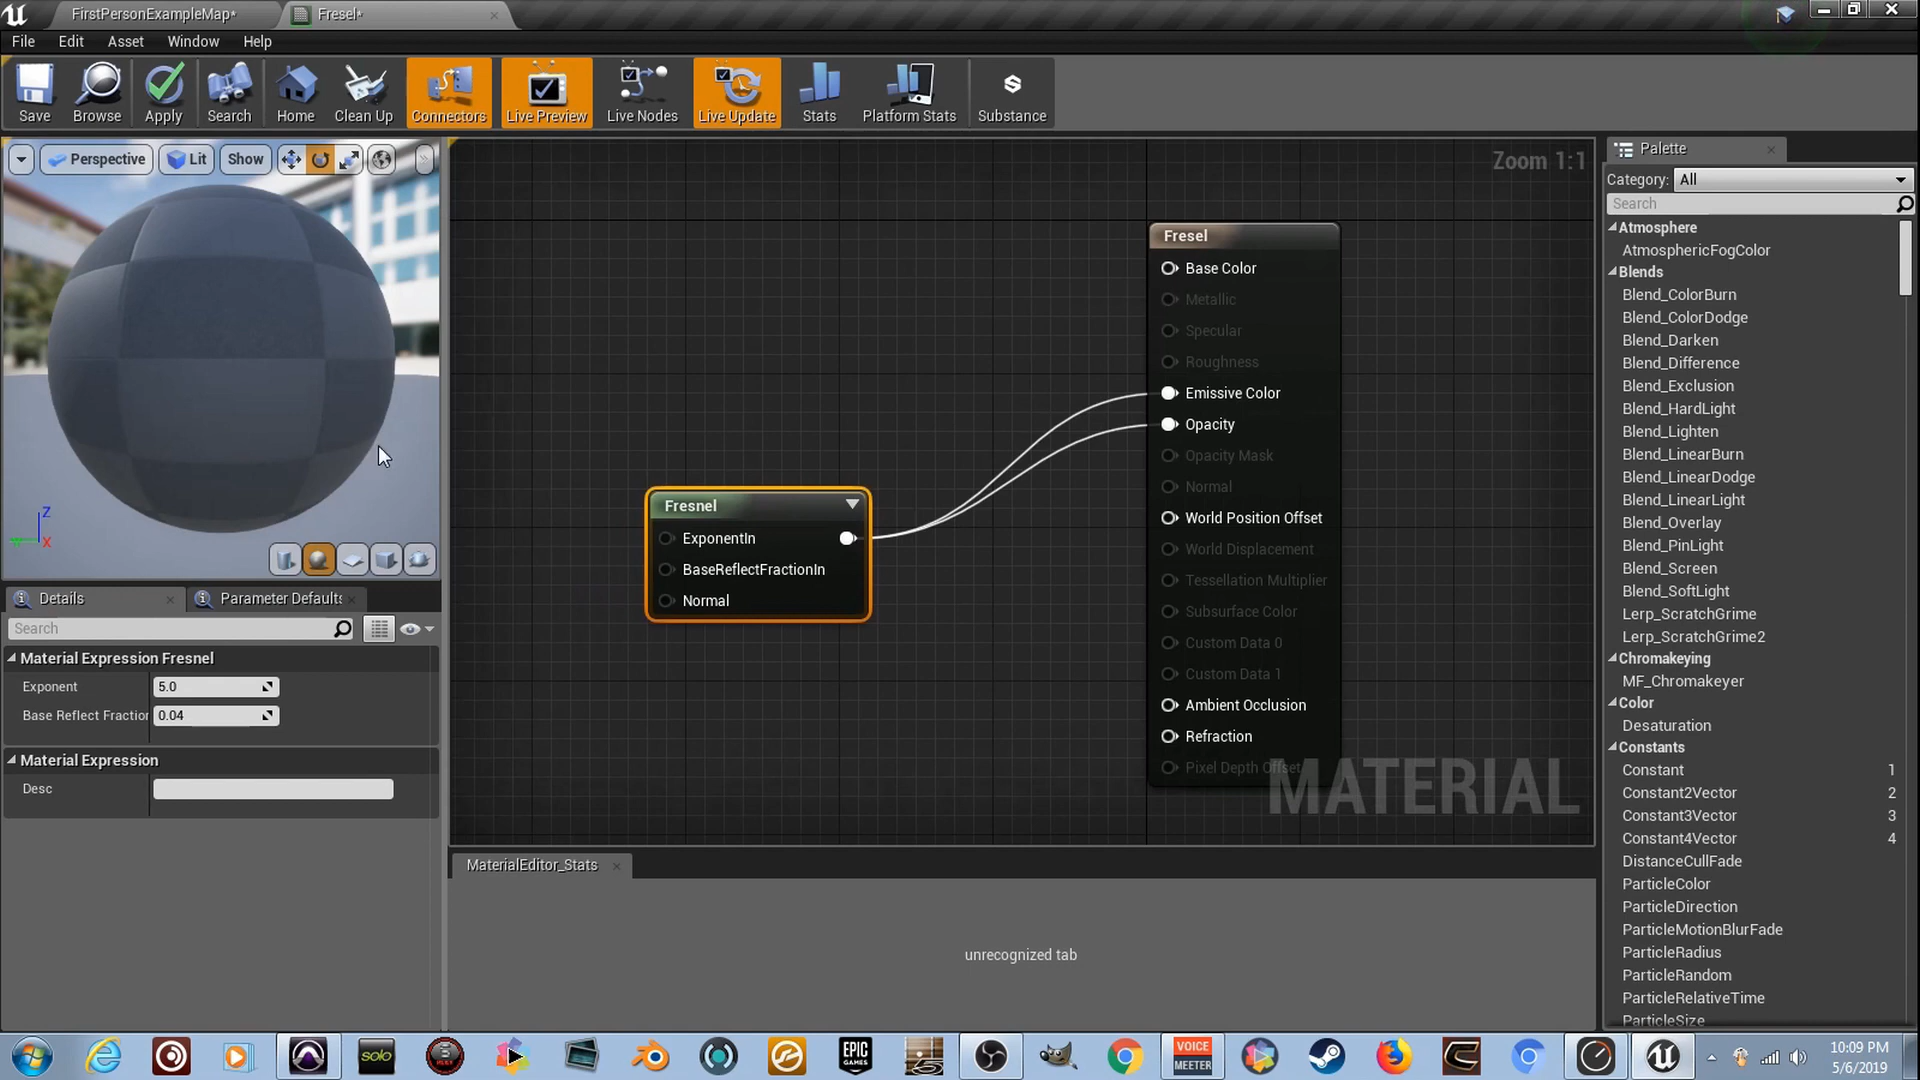 FirstPersonExampleMap*
Fresel*
File
Edit
Asset
Window
Help
Save
Browse
Apply
Search
Home
Clean Up
Connectors
Live Preview
Live Nodes
Live Update
Stats
Platform Stats
Substance
Perspective
Lit
Show
Z
X
Details
Parameter Defaults
Search
Material Expression Fresnel
Exponent
5.0
Base Reflect Fraction
0.04
Material Expression
Desc
Zoom 1:1
Fresel
Base Color
Metallic
Specular
Roughness
Emissive Color
Opacity
Opacity Mask
Normal
World Position Offset
World Displacement
Tessellation Multiplier
Subsurface Color
Custom Data 0
Custom Data 1
Ambient Occlusion
Refraction
Pixel Depth Offset
MATERIAL
Fresnel
ExponentIn
BaseReflectFractionIn
Normal
MaterialEditor_Stats
unrecognized tab
Palette
Category:
All
Search
Atmosphere
AtmosphericFogColor
Blends
Blend_ColorBurn
Blend_ColorDodge
Blend_Darken
Blend_Difference
Blend_Exclusion
Blend_HardLight
Blend_Lighten
Blend_LinearBurn
Blend_LinearDodge
Blend_LinearLight
Blend_Overlay
Blend_PinLight
Blend_Screen
Blend_SoftLight
Lerp_ScratchGrime
Lerp_ScratchGrime2
Chromakeying
MF_Chromakeyer
Color
Desaturation
Constants
Constant 1
Constant2Vector 2
Constant3Vector 3
Constant4Vector 4
DistanceCullFade
ParticleColor
ParticleDirection
ParticleMotionBlurFade
ParticleRadius
ParticleRandom
ParticleRelativeTime
ParticleSize
solo
EPIC
GAMES
VOICE
MEETER
10:09 PM
5/6/2019